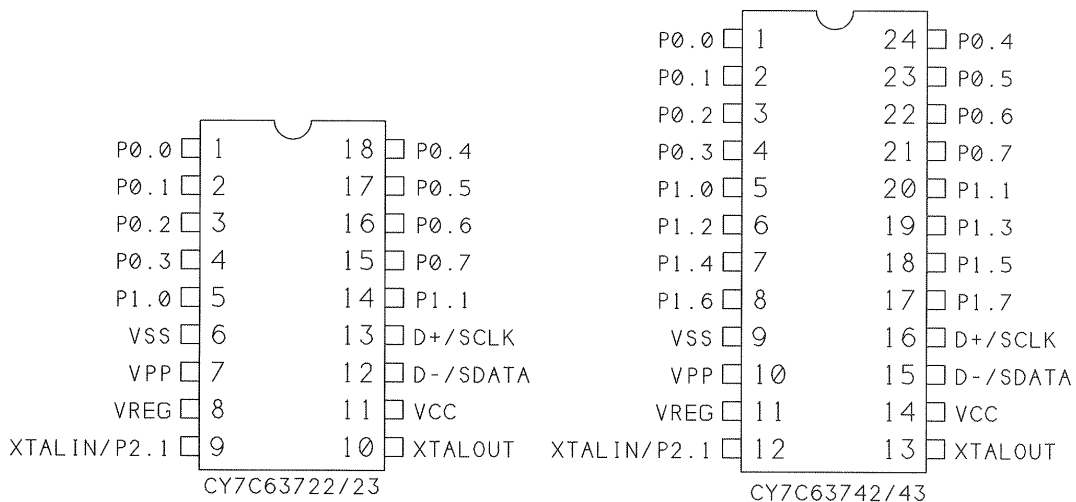 P0.0 1 18 P0.4
P0.1 2 17 P0.5
P0.2 3 16 P0.6
P0.3 4 15 P0.7
P1.0 5 14 P1.1
VSS 6 13 D+/SCLK
VPP 7 12 D-/SDATA
VREG 8 11 VCC
XTALIN/P2.1 9 10 XTALOUT
CY7C63722/23
P0.0 1 24 P0.4
P0.1 2 23 P0.5
P0.2 3 22 P0.6
P0.3 4 21 P0.7
P1.0 5 20 P1.1
P1.2 6 19 P1.3
P1.4 7 18 P1.5
P1.6 8 17 P1.7
VSS 9 16 D+/SCLK
VPP 10 15 D-/SDATA
VREG 11 14 VCC
XTALIN/P2.1 12 13 XTALOUT
CY7C63742/43